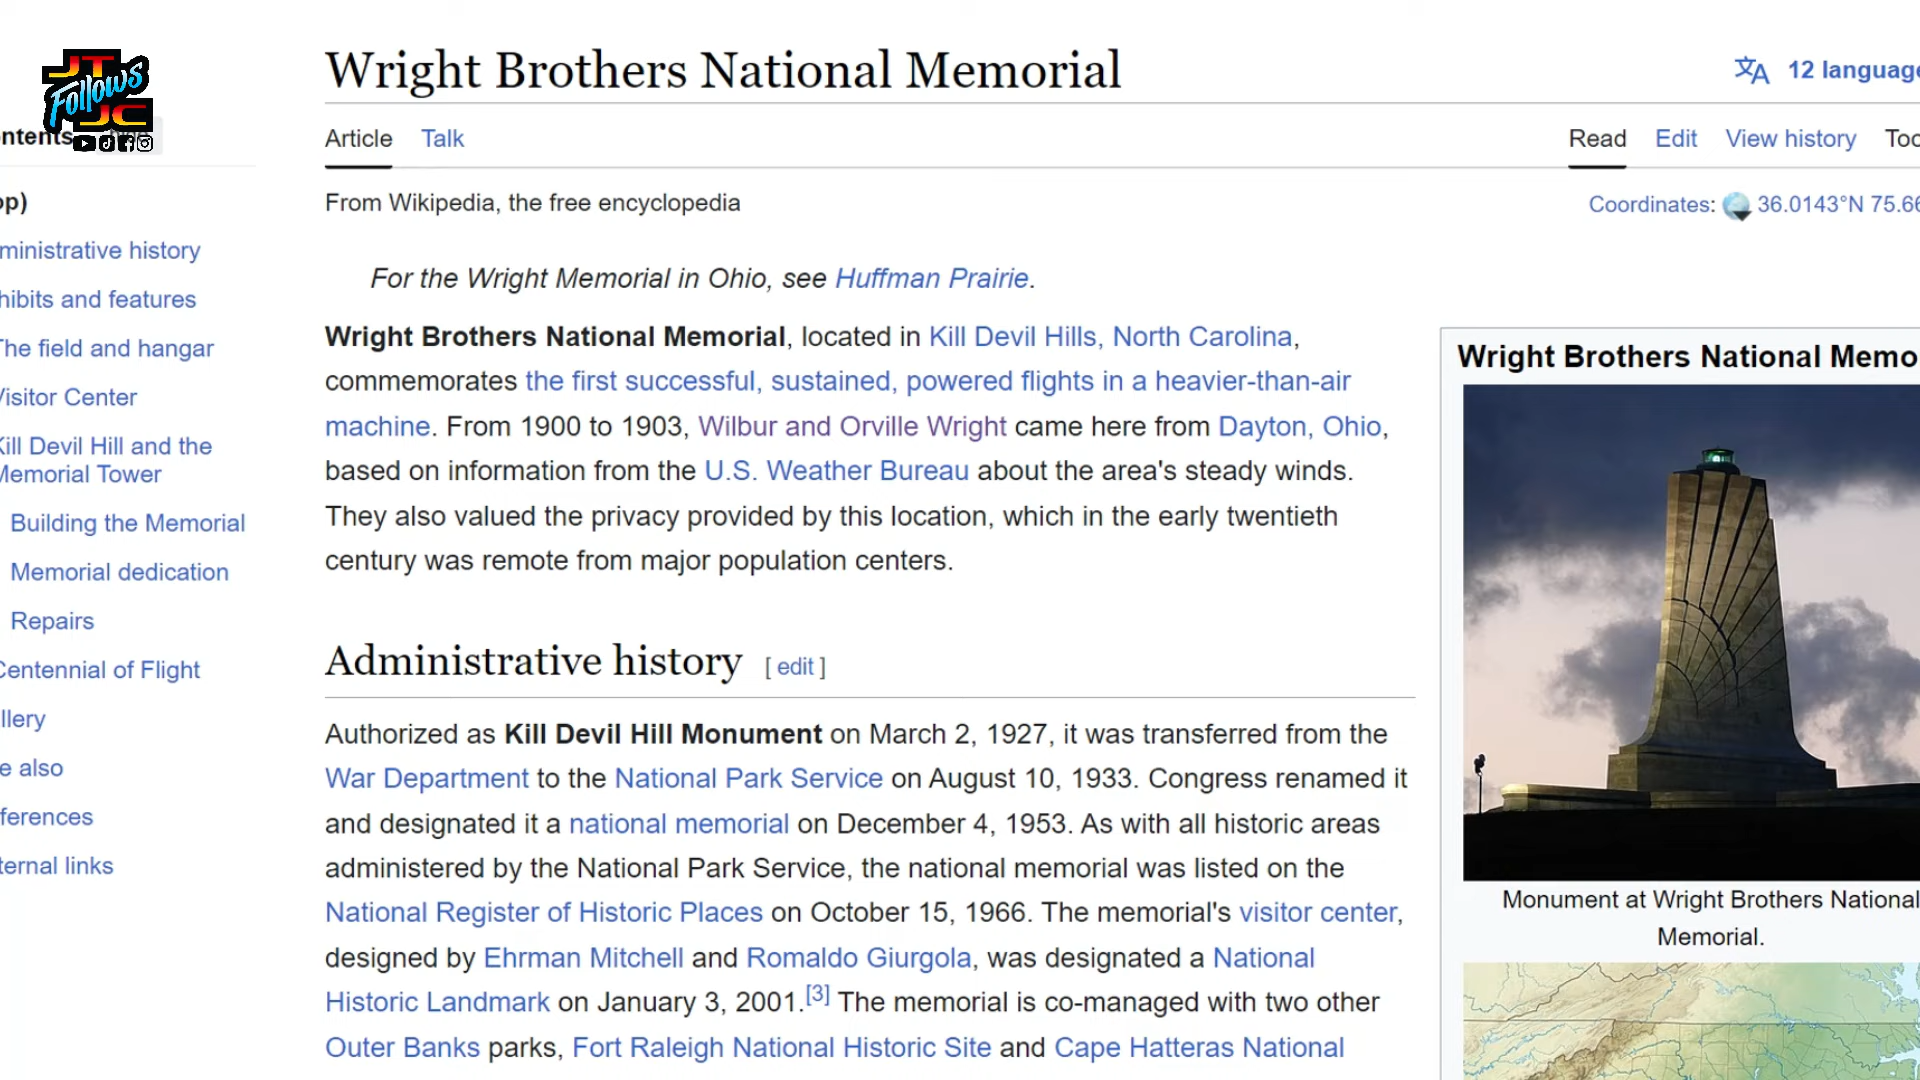 JT
Follows
JC
ntents
Wright Brothers National Memorial
12 language
Article Talk
Read Edit View history Too
From Wikipedia, the free encyclopedia
Coordinates: 36.0143°N 75.66
op)
ministrative history
hibits and features
The field and hangar
Visitor Center
Kill Devil Hill and the
Memorial Tower
Building the Memorial
Memorial dedication
Repairs
Centennial of Flight
llery
e also
ferences
ternal links
For the Wright Memorial in Ohio, see Huffman Prairie.
Wright Brothers National Memorial, located in Kill Devil Hills, North Carolina,
commemorates the first successful, sustained, powered flights in a heavier-than-air
machine. From 1900 to 1903, Wilbur and Orville Wright came here from Dayton, Ohio,
based on information from the U.S. Weather Bureau about the area's steady winds.
They also valued the privacy provided by this location, which in the early twentieth
century was remote from major population centers.
Administrative history [ edit ]
Authorized as Kill Devil Hill Monument on March 2, 1927, it was transferred from the
War Department to the National Park Service on August 10, 1933. Congress renamed it
and designated it a national memorial on December 4, 1953. As with all historic areas
administered by the National Park Service, the national memorial was listed on the
National Register of Historic Places on October 15, 1966. The memorial's visitor center,
designed by Ehrman Mitchell and Romaldo Giurgola, was designated a National
Historic Landmark on January 3, 2001.[3] The memorial is co-managed with two other
Outer Banks parks, Fort Raleigh National Historic Site and Cape Hatteras National
Wright Brothers National Memo
Monument at Wright Brothers National
Memorial.